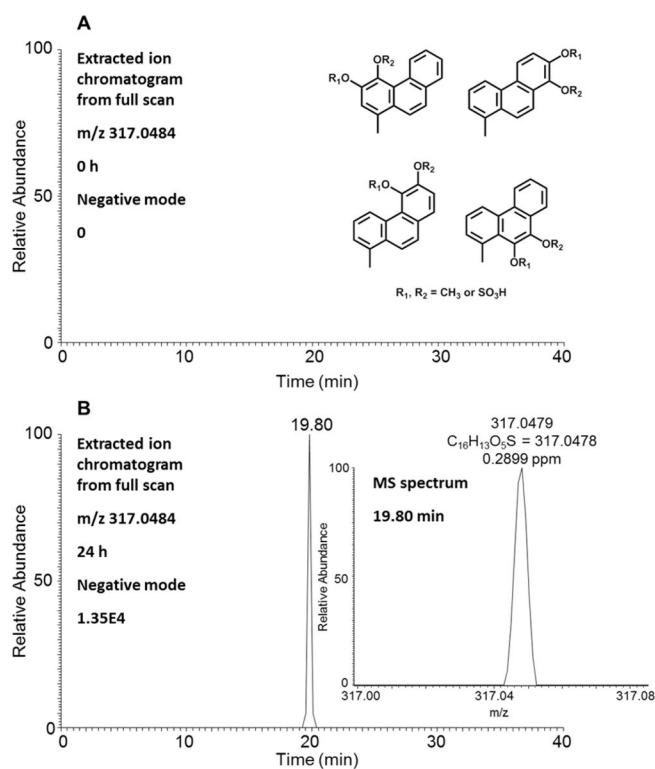 A
Extracted ion
chromatogram
from full scan
m/z 317.0484
0 h
Negative mode
0
100
50
0
Relative Abundance
OR₂
R₁O
OR₁
OR₂
OR₂
R₁O
OR₂
OR₁
R₁, R₂ = CH₃ or SO₃H
0 10 20 30 40
Time (min)
B
Extracted ion
chromatogram
from full scan
m/z 317.0484
24 h
Negative mode
1.35E4
19.80
100
50
0
Relative Abundance
317.0479
C₁₆H₁₃O₅S = 317.0478
0.2899 ppm
MS spectrum
19.80 min
100
50
0
Relative Abundance
317.00 317.04 317.08
m/z
0 10 20 30 40
Time (min)